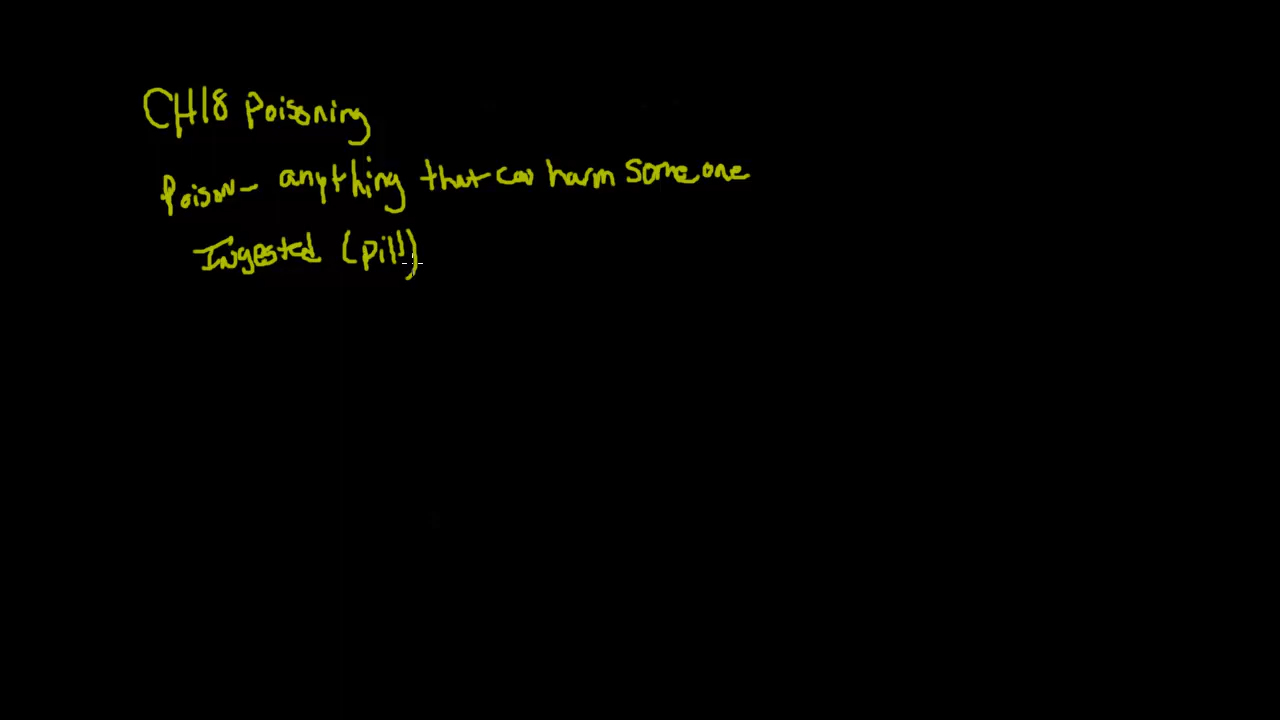 CH18 Poisoning
Poison- anything that can harm someone
Ingested (pill)